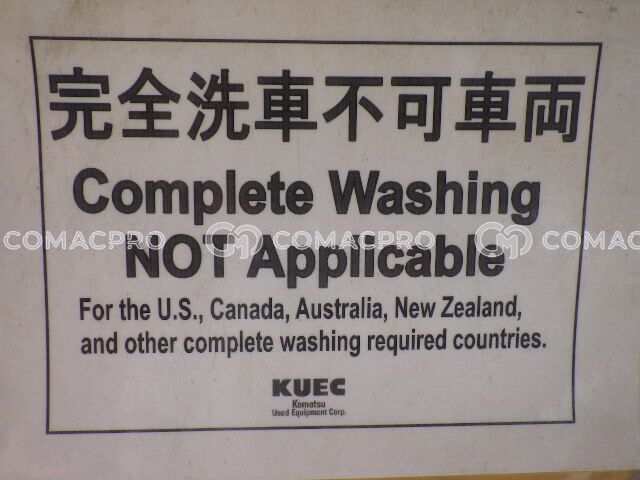 完全洗車不可車両
Complete Washing
COMACPRO COMACPRO COMACPRO
NOT Applicable
For the U.S., Canada, Australia, New Zealand,
and other complete washing required countries.
KUEC
Komatsu
Used Equipment Corp.